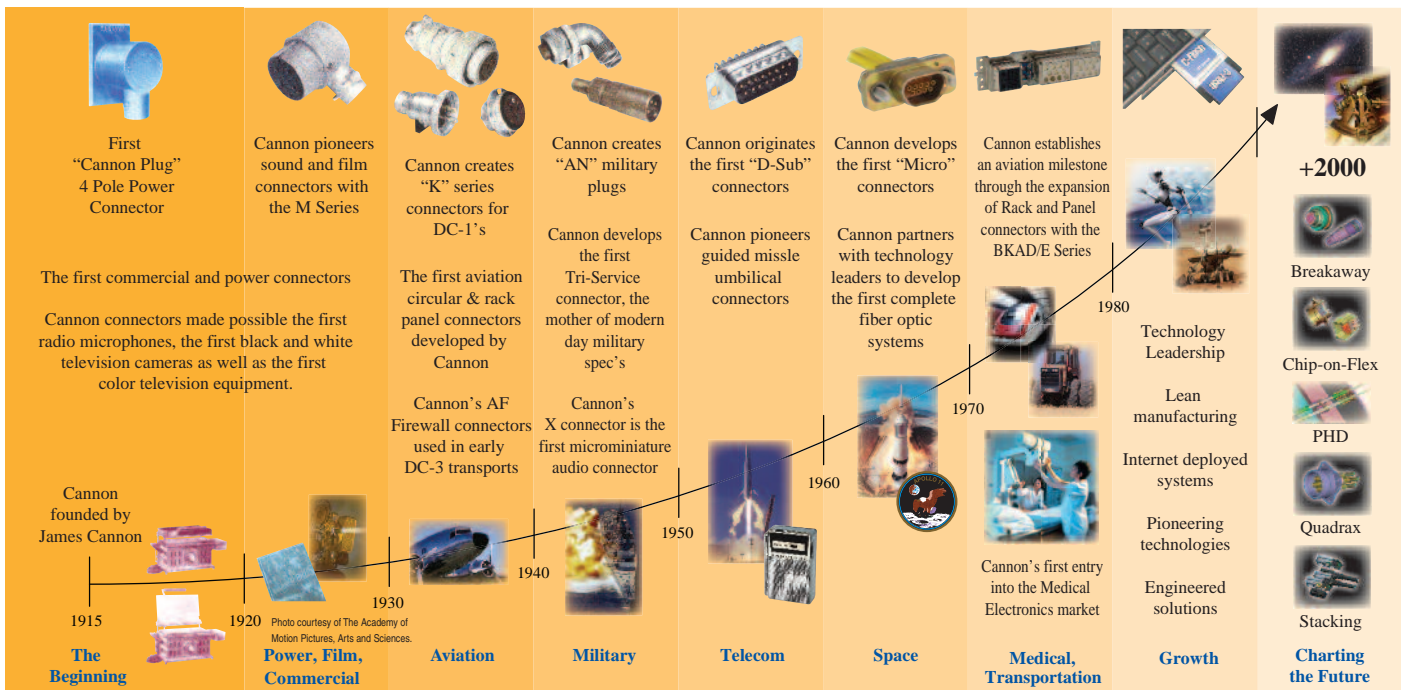 First
“Cannon Plug”
4 Pole Power
Connector
Cannon pioneers
sound and film
connectors with
the M Series
The first commercial and power connectors
Cannon connectors made possible the first
radio microphones, the first black and white
television cameras as well as the first
color television equipment.
Cannon
founded by
James Cannon
1915
The
Beginning
1920
Photo courtesy of The Academy of
Motion Pictures, Arts and Sciences.
Power, Film,
Commercial
Cannon creates
“K” series
connectors for
DC-1’s
The first aviation
circular & rack
panel connectors
developed by
Cannon
Cannon’s AF
Firewall connectors
used in early
DC-3 transports
1930
Aviation
Cannon creates
“AN” military
plugs
Cannon develops
the first
Tri-Service
connector, the
mother of modern
day military
spec’s
Cannon’s
X connector is the
first microminiature
audio connector
1940
Military
Cannon originates
the first “D-Sub”
connectors
Cannon pioneers
guided missle
umbilical
connectors
1950
Telecom
Cannon develops
the first “Micro”
connectors
Cannon partners
with technology
leaders to develop
the first complete
fiber optic
systems
1960
APOLLO 11
Space
Cannon establishes
an aviation milestone
through the expansion
of Rack and Panel
connectors with the
BKAD/E Series
1970
Cannon’s first entry
into the Medical
Electronics market
Medical,
Transportation
1980
Technology
Leadership
Lean
manufacturing
Internet deployed
systems
Pioneering
technologies
Engineered
solutions
Growth
+2000
Breakaway
Chip-on-Flex
PHD
Quadrax
Stacking
Charting
the Future